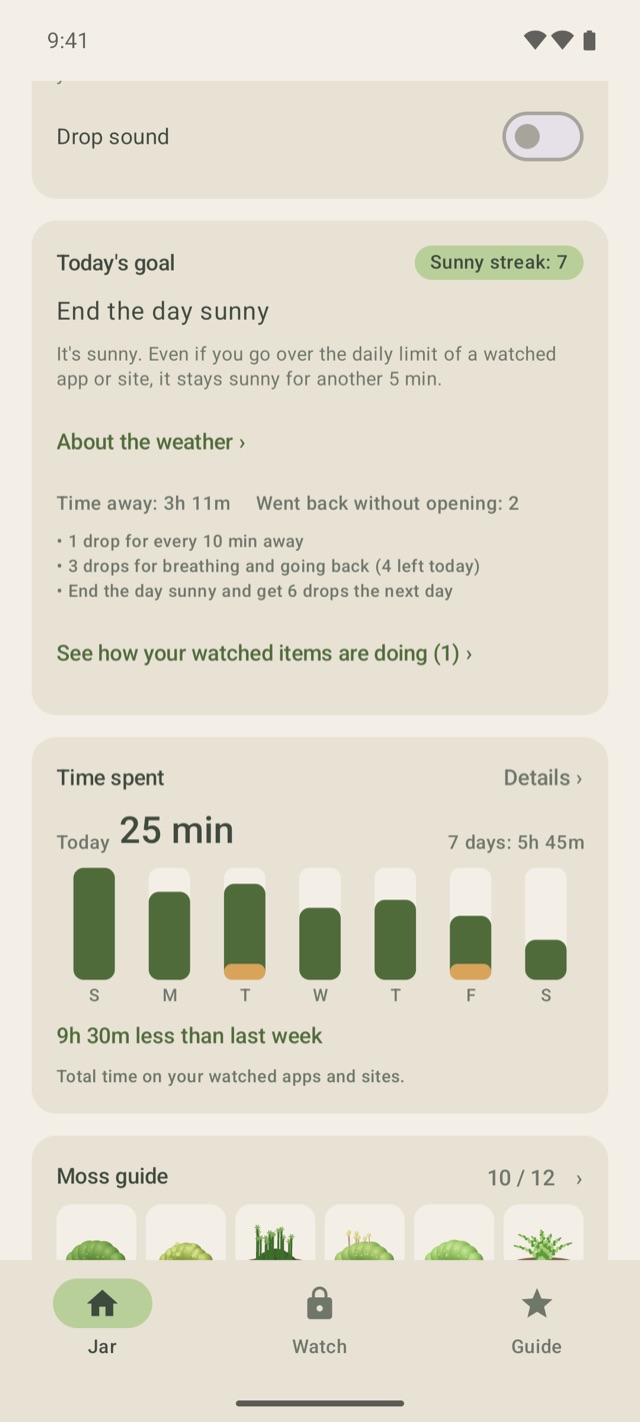 9:41
Drop sound
Today's goal
Sunny streak: 7
End the day sunny
It's sunny. Even if you go over the daily limit of a watched
app or site, it stays sunny for another 5 min.
About the weather ›
Time away: 3h 11m Went back without opening: 2
• 1 drop for every 10 min away
• 3 drops for breathing and going back (4 left today)
• End the day sunny and get 6 drops the next day
See how your watched items are doing (1) ›
Time spent
Details ›
Today 25 min
7 days: 5h 45m
S M T W T F S
9h 30m less than last week
Total time on your watched apps and sites.
Moss guide
10 / 12 ›
Jar
Watch
Guide